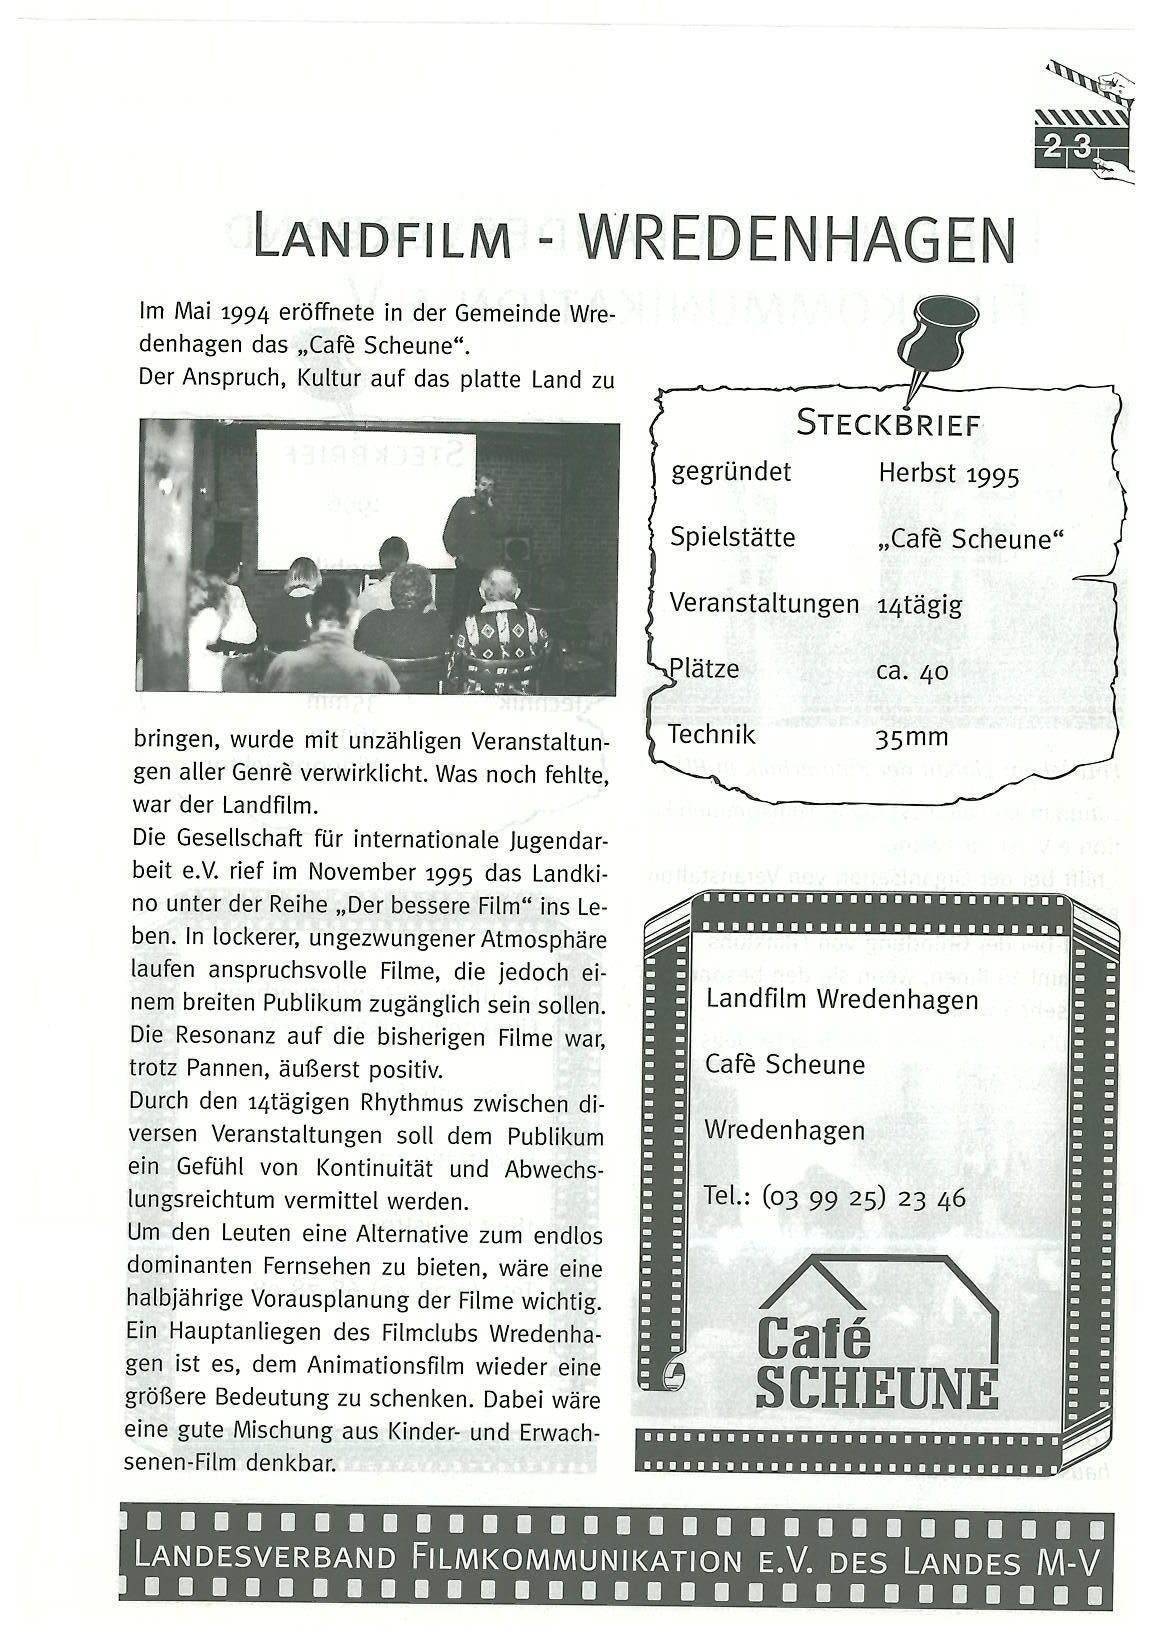 23
LANDFILM - WREDENHAGEN
Im Mai 1994 eröffnete in der Gemeinde Wre-
denhagen das „Cafè Scheune“.
Der Anspruch, Kultur auf das platte Land zu
bringen, wurde mit unzähligen Veranstaltun-
gen aller Genrè verwirklicht. Was noch fehlte,
war der Landfilm.
Die Gesellschaft für internationale Jugendar-
beit e.V. rief im November 1995 das Landki-
no unter der Reihe „Der bessere Film“ ins Le-
ben. In lockerer, ungezwungener Atmosphäre
laufen anspruchsvolle Filme, die jedoch ei-
nem breiten Publikum zugänglich sein sollen.
Die Resonanz auf die bisherigen Filme war,
trotz Pannen, äußerst positiv.
Durch den 14tägigen Rhythmus zwischen di-
versen Veranstaltungen soll dem Publikum
ein Gefühl von Kontinuität und Abwechs-
lungsreichtum vermittel werden.
Um den Leuten eine Alternative zum endlos
dominanten Fernsehen zu bieten, wäre eine
halbjährige Vorausplanung der Filme wichtig.
Ein Hauptanliegen des Filmclubs Wredenha-
gen ist es, dem Animationsfilm wieder eine
größere Bedeutung zu schenken. Dabei wäre
eine gute Mischung aus Kinder- und Erwach-
senen-Film denkbar.
STECKBRIEF
gegründet Herbst 1995
Spielstätte „Cafè Scheune“
Veranstaltungen 14tägig
Plätze ca. 40
Technik 35mm
Landfilm Wredenhagen
Cafè Scheune
Wredenhagen
Tel.: (03 99 25) 23 46
Café
SCHEUNE
LANDESVERBAND FILMKOMMUNIKATION E.V. DES LANDES M-V